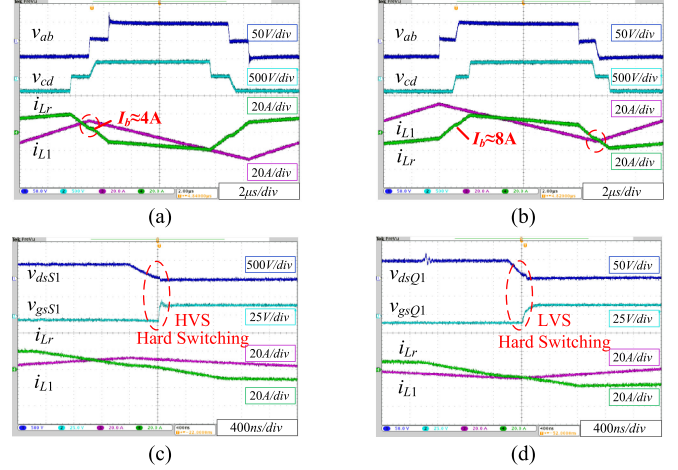 v_ab
50V/div
v_cd
500V/div
i_Lr
20A/div
I_b≈4A
i_L1
20A/div
2μs/div
(a)
v_ab
50V/div
v_cd
500V/div
i_L1
20A/div
I_b≈8A
i_Lr
20A/div
2μs/div
(b)
v_dsS1
500V/div
v_gsS1
25V/div
HVS
Hard Switching
i_Lr
20A/div
i_L1
20A/div
400ns/div
(c)
v_dsQ1
50V/div
v_gsQ1
25V/div
LVS
Hard Switching
i_Lr
20A/div
i_L1
20A/div
400ns/div
(d)